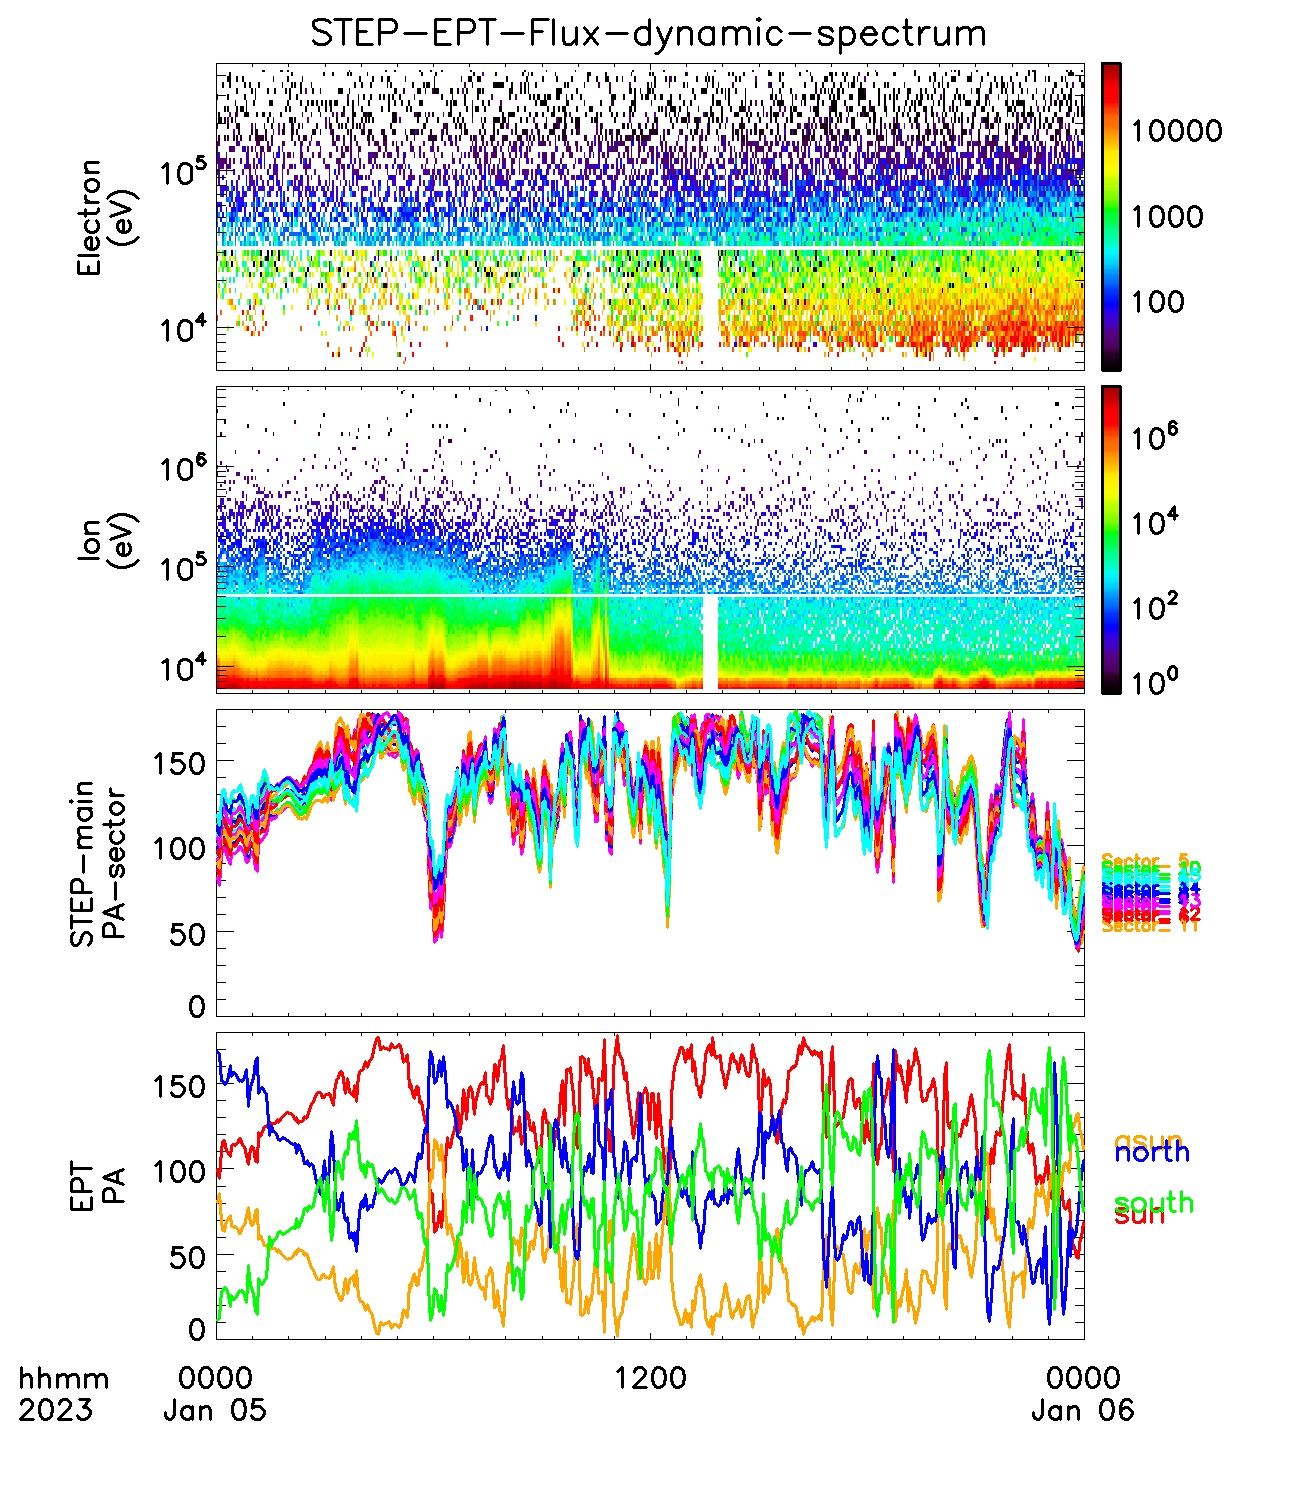 STEP-EPT-Flux-dynamic-spectrum
Electron
(eV)
10^5
10^4
10000
1000
100
Ion
(eV)
10^6
10^5
10^4
10^6
10^4
10^2
10^0
STEP-main
PA-sector
150
100
50
0
Sector- 5
Sector- 11
EPT
PA
150
100
50
0
asun
north
south
sun
hhmm
2023
0000
Jan 05
1200
0000
Jan 06